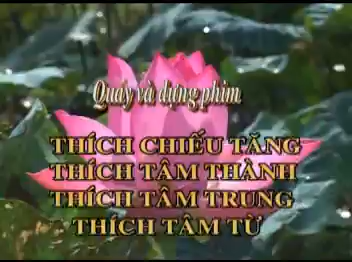 Quay và dựng phim
THÍCH CHIẾU TĂNG
THÍCH TÂM THÀNH
THÍCH TÂM TRUNG
THÍCH TÂM TỪ